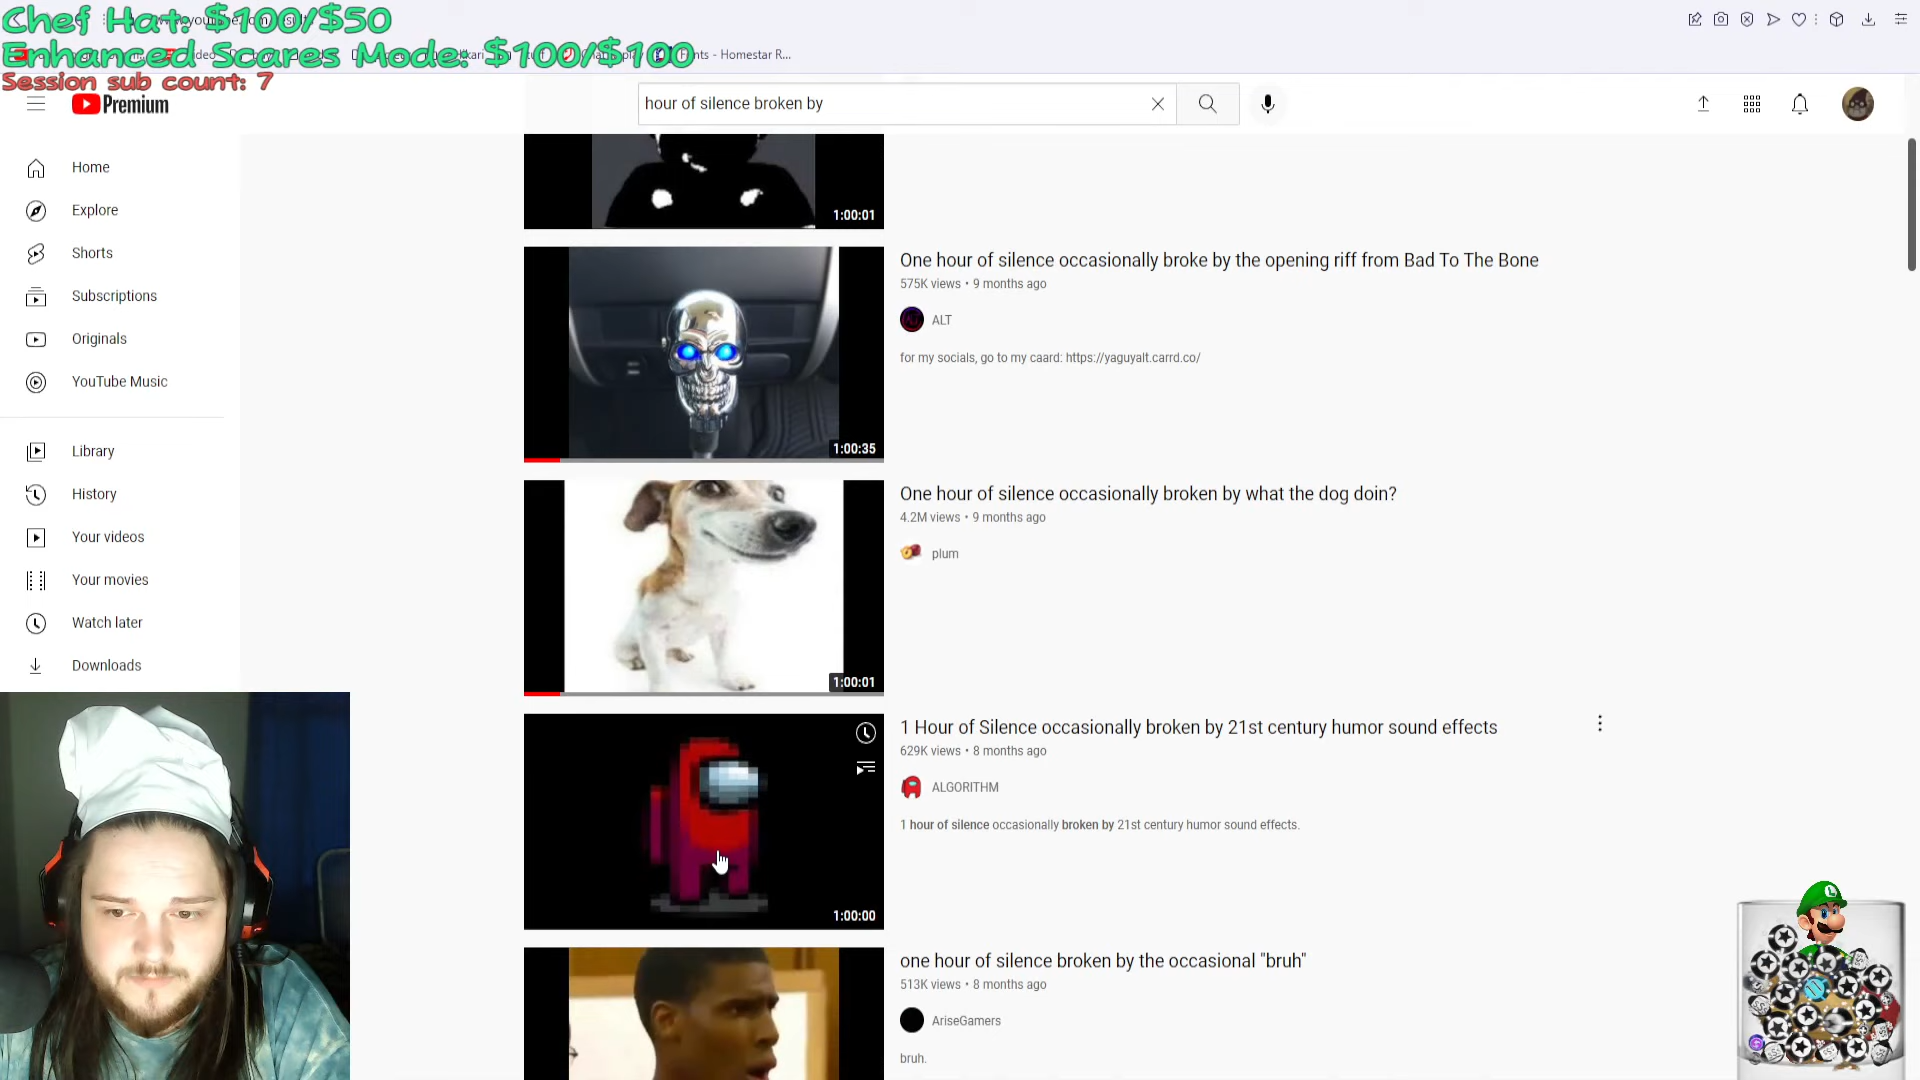 Chef Hat: $100/$50
Enhanced Scares Mode: $100/$100
Fonts - Homestar R...
Session sub count: 7
Premium
hour of silence broken by
Home
Explore
Shorts
Subscriptions
Originals
YouTube Music
Library
History
Your videos
Your movies
Watch later
Downloads
1:00:01
One hour of silence occasionally broke by the opening riff from Bad To The Bone
575K views • 9 months ago
ALT
for my socials, go to my caard: https://yaguyalt.carrd.co/
1:00:35
One hour of silence occasionally broken by what the dog doin?
4.2M views • 9 months ago
plum
1:00:01
1 Hour of Silence occasionally broken by 21st century humor sound effects
629K views • 8 months ago
ALGORITHM
1 hour of silence occasionally broken by 21st century humor sound effects.
1:00:00
one hour of silence broken by the occasional "bruh"
513K views • 8 months ago
AriseGamers
bruh.